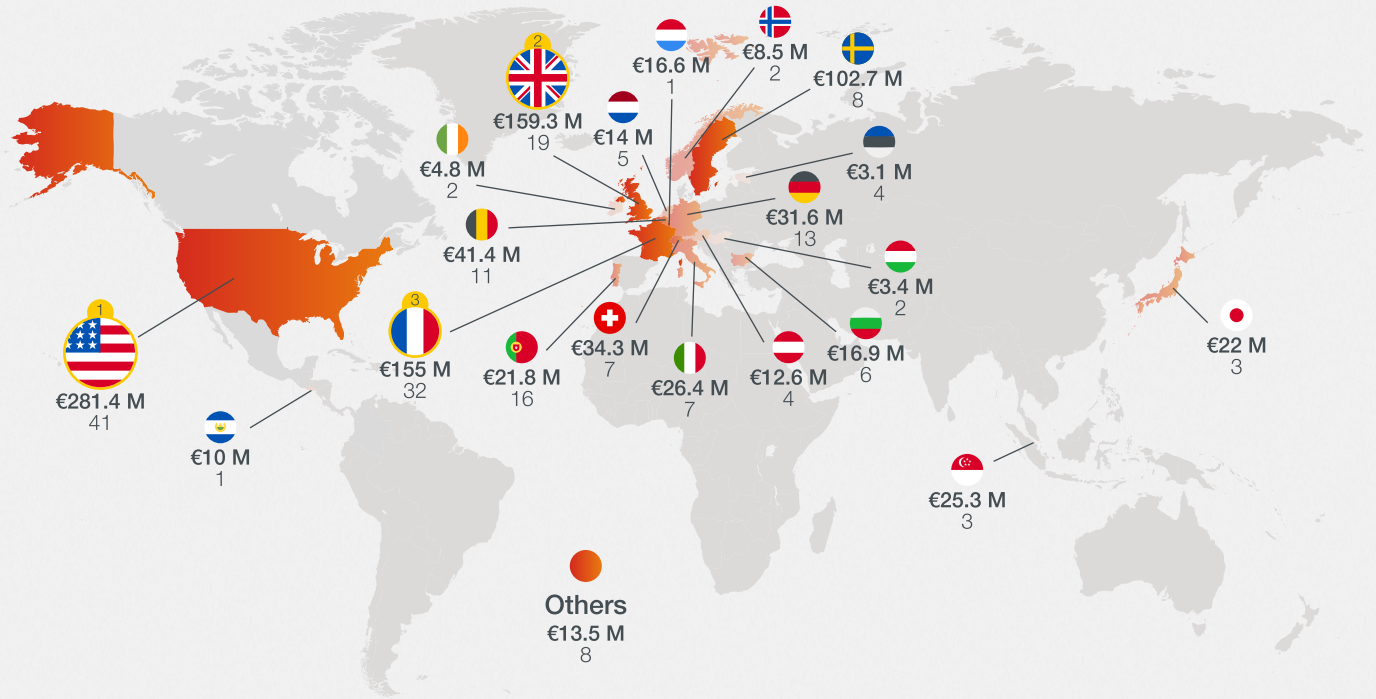 €16.6 M
1
€8.5 M
2
€102.7 M
8
2
€159.3 M
19
€14 M
5
€4.8 M
2
€3.1 M
4
€31.6 M
13
€41.4 M
11
€3.4 M
2
1
€281.4 M
41
3
€155 M
32
€21.8 M
16
€34.3 M
7
€26.4 M
7
€12.6 M
4
€16.9 M
6
€22 M
3
€10 M
1
€25.3 M
3
Others
€13.5 M
8